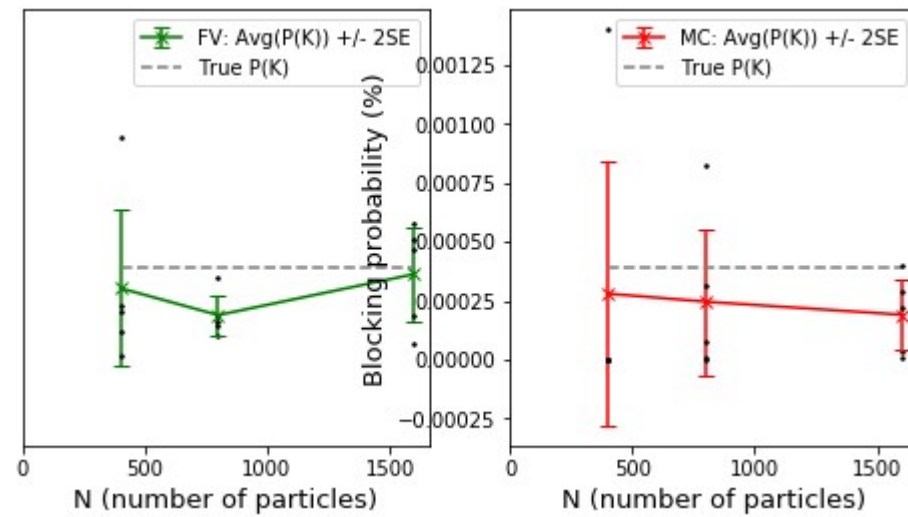 FV: Avg(P(K)) +/- 2SE
True P(K)
0
500
1000
1500
N (number of particles)
Blocking probability (%)
0.00125
0.00100
0.00075
0.00050
0.00025
0.00000
−0.00025
MC: Avg(P(K)) +/- 2SE
True P(K)
0
500
1000
1500
N (number of particles)